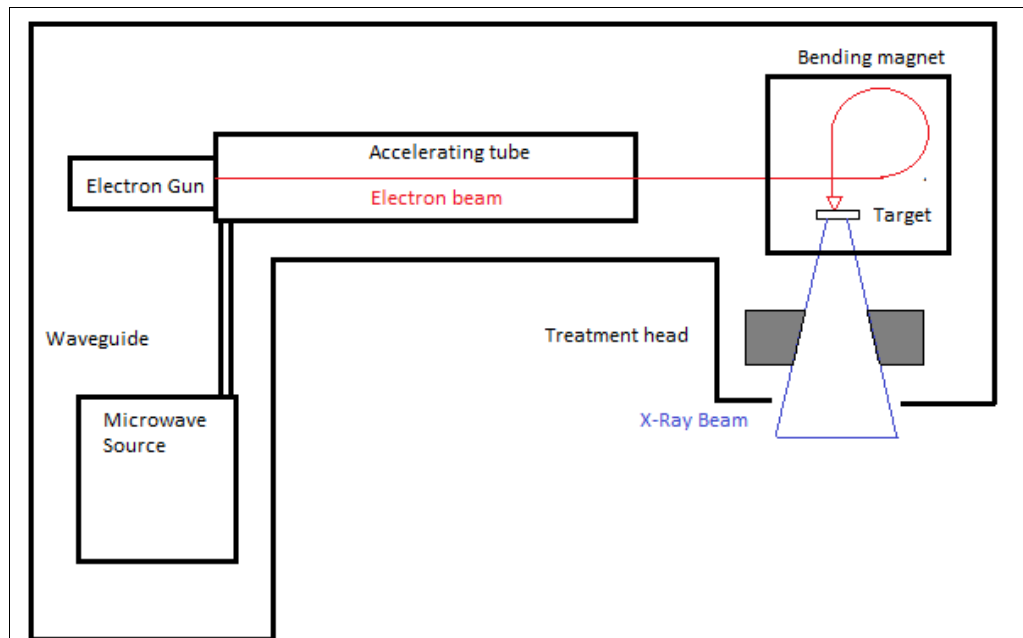 Bending magnet
Accelerating tube
Electron Gun
Electron beam
Target
Waveguide
Treatment head
Microwave
Source
X-Ray Beam